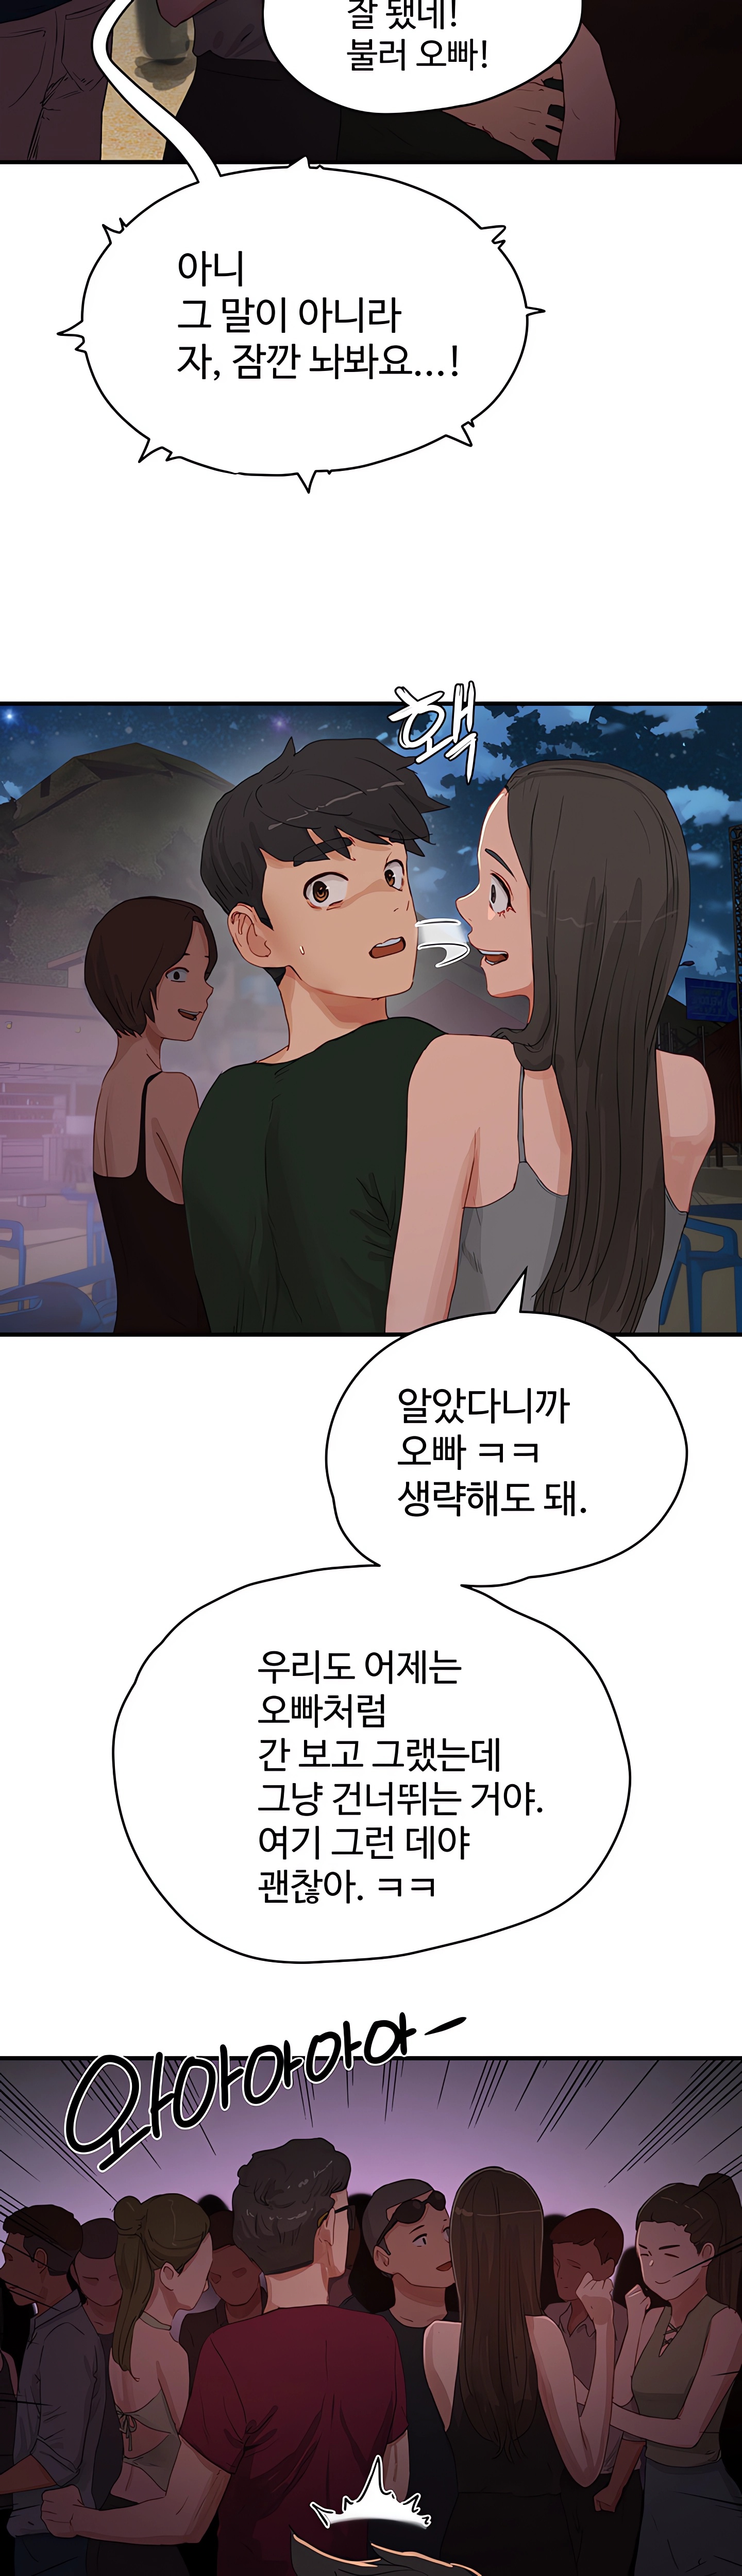 잘 됐네!
불러 오빠!
아니
그 말이 아니라
자, 잠깐 놔봐요...!
홱
알았다니까
오빠 ㅋㅋ
생략해도 돼.
우리도 어제는
오빠처럼
간 보고 그랬는데
그냥 건너뛰는 거야.
여기 그런 데야
괜찮아. ㅋㅋ
와아아아아-